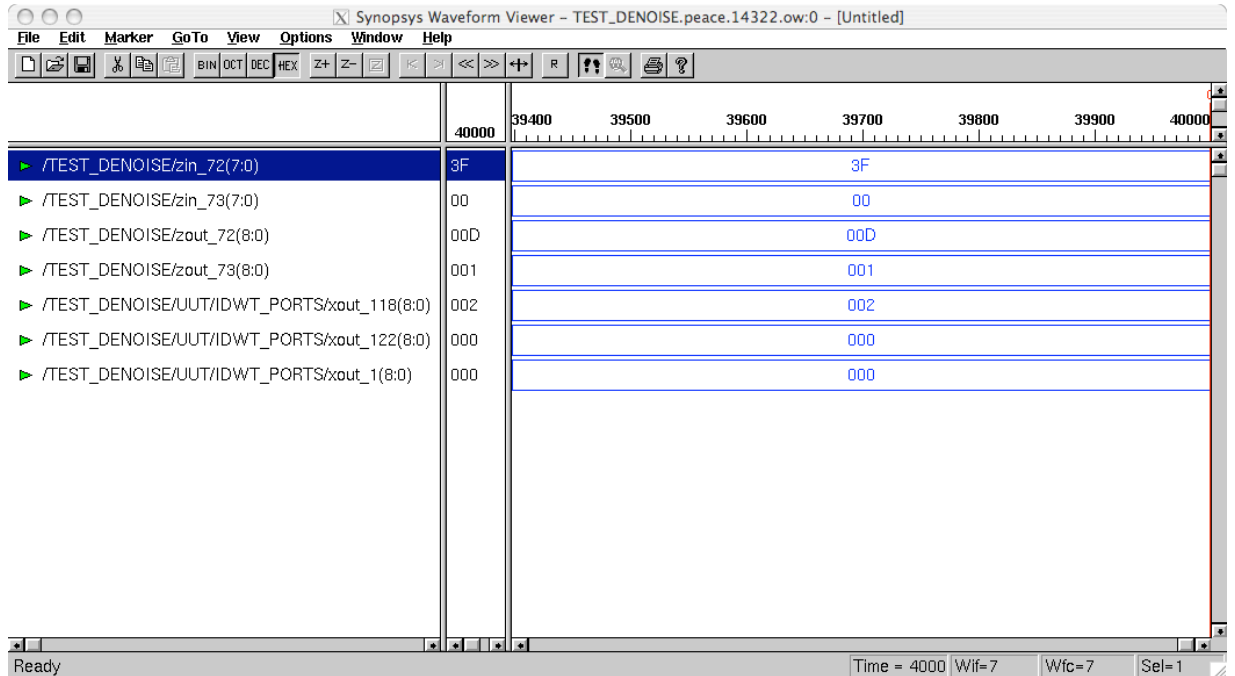 Synopsys Waveform Viewer – TEST_DENOISE.peace.14322.ow:0 – [Untitled]
File Edit Marker GoTo View Options Window Help
BIN OCT DEC HEX Z+ Z– R
40000 39400 39500 39600 39700 39800 39900 40000
/TEST_DENOISE/zin_72(7:0) 3F 3F
/TEST_DENOISE/zin_73(7:0) 00 00
/TEST_DENOISE/zout_72(8:0) 00D 00D
/TEST_DENOISE/zout_73(8:0) 001 001
/TEST_DENOISE/UUT/IDWT_PORTS/xout_118(8:0) 002 002
/TEST_DENOISE/UUT/IDWT_PORTS/xout_122(8:0) 000 000
/TEST_DENOISE/UUT/IDWT_PORTS/xout_1(8:0) 000 000
Ready Time = 4000 Wif=7 Wfc=7 Sel=1